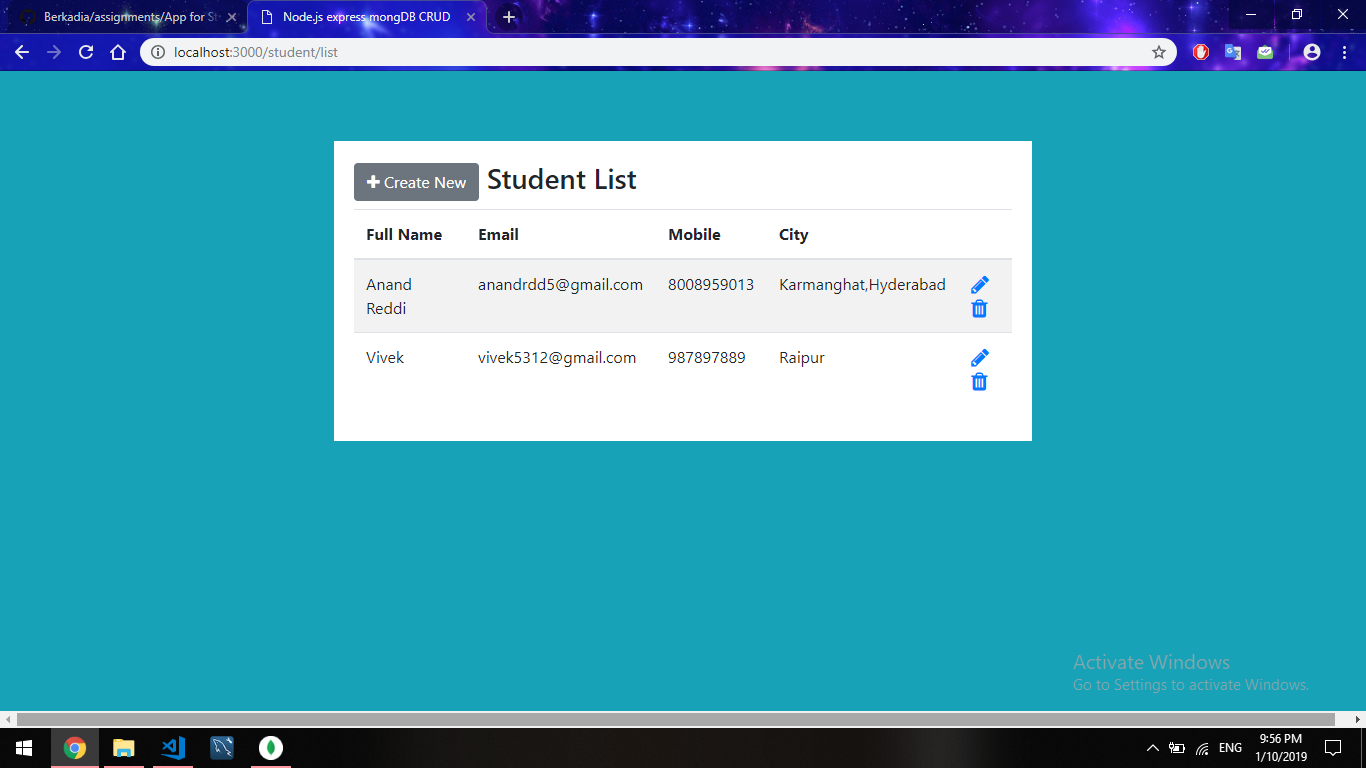 Berkadia/assignments/App for St
Node.js express mongDB CRUD
localhost:3000/student/list
Create New
Student List
Full Name Email Mobile City
Anand Reddi anandrdd5@gmail.com 8008959013 Karmanghat,Hyderabad
Vivek vivek5312@gmail.com 987897889 Raipur
Activate Windows
Go to Settings to activate Windows.
ENG
9:56 PM
1/10/2019